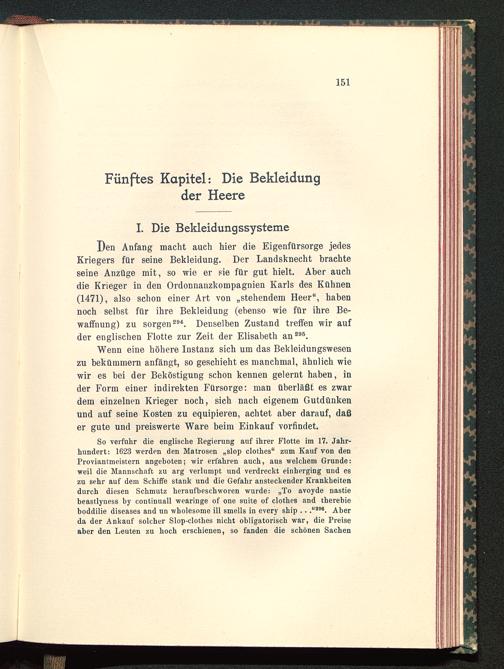 151
Fünftes Kapitel: Die Bekleidung
der Heere
I. Die Bekleidungssysteme
Den Anfang macht auch hier die Eigenfürsorge jedes
Kriegers für seine Bekleidung. Der Landsknecht brachte
seine Anzüge mit, so wie er sie für gut hielt. Aber auch
die Krieger in den Ordonnanzkompagnien Karls des Kühnen
(1471), also schon einer Art von „stehendem Heer“, haben
noch selbst für ihre Bekleidung (ebenso wie für ihre Be-
waffnung) zu sorgen²⁹⁴. Denselben Zustand treffen wir auf
der englischen Flotte zur Zeit der Elisabeth an²⁹⁵.
Wenn eine höhere Instanz sich um das Bekleidungswesen
zu bekümmern anfängt, so geschieht es manchmal, ähnlich wie
wir es bei der Beköstigung schon kennen gelernt haben, in
der Form einer indirekten Fürsorge: man überläßt es zwar
dem einzelnen Krieger noch, sich nach eigenem Gutdünken
und auf seine Kosten zu equipieren, achtet aber darauf, daß
er gute und preiswerte Ware beim Einkauf vorfindet.
So verfuhr die englische Regierung auf ihrer Flotte im 17. Jahr-
hundert: 1623 werden den Matrosen „slop clothes“ zum Kauf von den
Proviantmeistern angeboten; wir erfahren auch, aus welchem Grunde:
weil die Mannschaft zu arg verlumpt und verdreckt einherging und es
zu sehr auf dem Schiffe stank und die Gefahr ansteckender Krankheiten
durch diesen Schmutz heraufbeschworen wurde: „To avoyde nastie
beastlyness by continuall wearinge of one suite of clothes and therebie
boddilie diseases and un wholesome ill smells in every ship . . .“²⁹⁶. Aber
da der Ankauf solcher Slop-clothes nicht obligatorisch war, die Preise
aber den Leuten zu hoch erschienen, so fanden die schönen Sachen